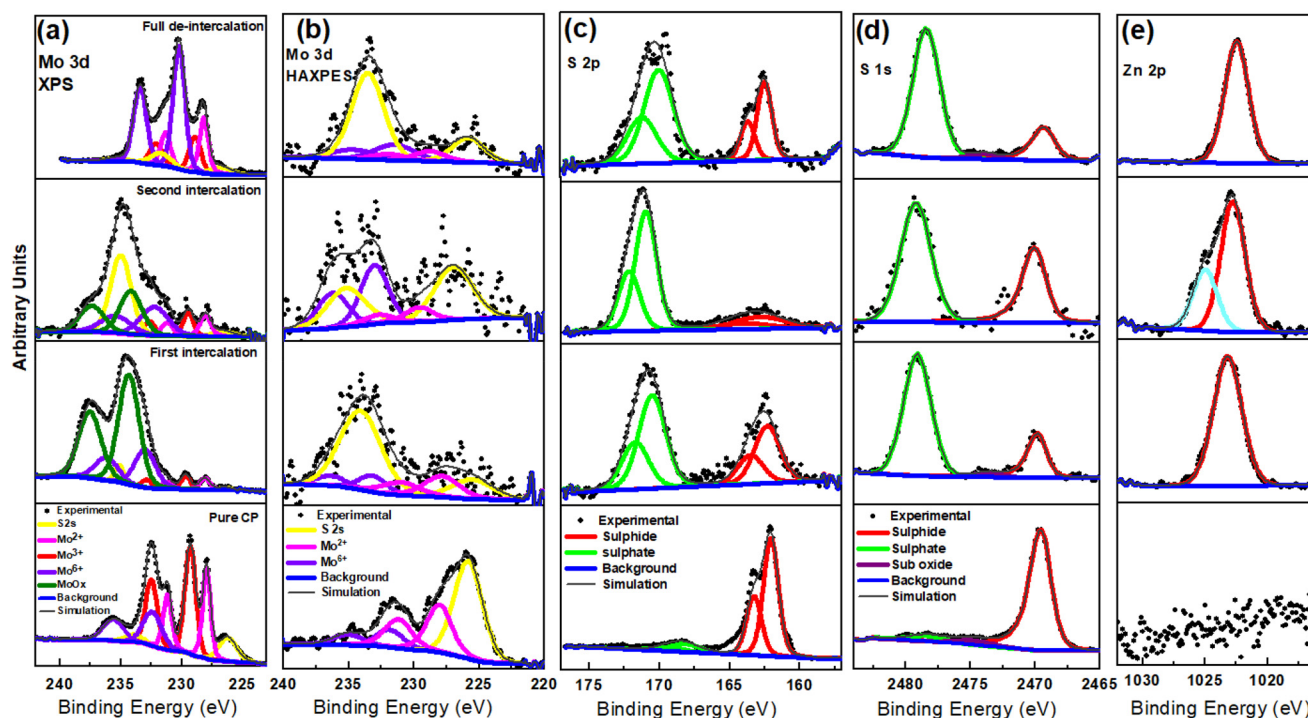 (a)
Full de-intercalation
Mo 3d
XPS
(b)
Mo 3d
HAXPES
(c)
S 2p
(d)
S 1s
(e)
Zn 2p
Second intercalation
First intercalation
Pure CP
Experimental
S2s
Mo²⁺
Mo³⁺
Mo⁶⁺
MoOx
Background
Simulation
Experimental
S 2s
Mo²⁺
Mo⁶⁺
Background
Simulation
Experimental
Sulphide
sulphate
Background
Simulation
Experimental
Sulphide
Sulphate
Sub oxide
Background
Simulation
Arbitrary Units
240 235 230 225
240 235 230 225 220
175 170 165 160
2480 2475 2470 2465
1030 1025 1020
Binding Energy (eV)
Binding Energy (eV)
Binding Energy (eV)
Binding Energy (eV)
Binding Energy (eV)